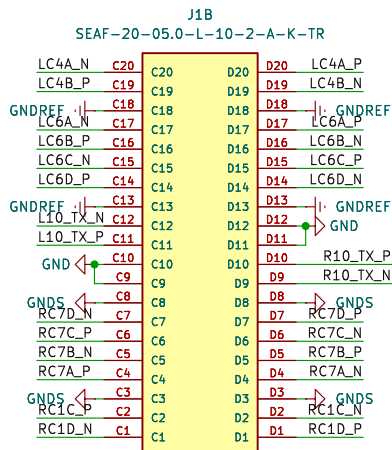 J1B
SEAF-20-05.0-L-10-2-A-K-TR
LC4A_N C20 C20 D20 D20 LC4A_P
LC4B_P C19 C19 D19 D19 LC4B_N
GNDREF C18 C18 D18 D18 GNDREF
LC6A_N C17 C17 D17 D17 LC6A_P
LC6B_P C16 C16 D16 D16 LC6B_N
LC6C_N C15 C15 D15 D15 LC6C_P
LC6D_P C14 C14 D14 D14 LC6D_N
GNDREF C13 C13 D13 D13 GNDREF
L10_TX_N C12 C12 D12 D12 GND
L10_TX_P C11 C11 D11 D11
GND C10 C10 D10 D10 R10_TX_P
C9 C9 D9 D9 R10_TX_N
GNDS C8 C8 D8 D8 GNDS
RC7D_N C7 C7 D7 D7 RC7D_P
RC7C_P C6 C6 D6 D6 RC7C_N
RC7B_N C5 C5 D5 D5 RC7B_P
RC7A_P C4 C4 D4 D4 RC7A_N
GNDS C3 C3 D3 D3 GNDS
RC1C_P C2 C2 D2 D2 RC1C_N
RC1D_N C1 C1 D1 D1 RC1D_P